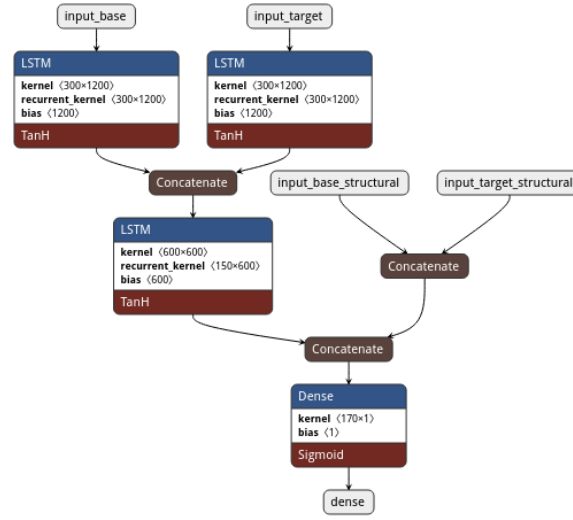 input_base
input_target
LSTM
kernel ⟨300×1200⟩
recurrent_kernel ⟨300×1200⟩
bias ⟨1200⟩
TanH
LSTM
kernel ⟨300×1200⟩
recurrent_kernel ⟨300×1200⟩
bias ⟨1200⟩
TanH
Concatenate
input_base_structural
input_target_structural
LSTM
kernel ⟨600×600⟩
recurrent_kernel ⟨150×600⟩
bias ⟨600⟩
TanH
Concatenate
Concatenate
Dense
kernel ⟨170×1⟩
bias ⟨1⟩
Sigmoid
dense